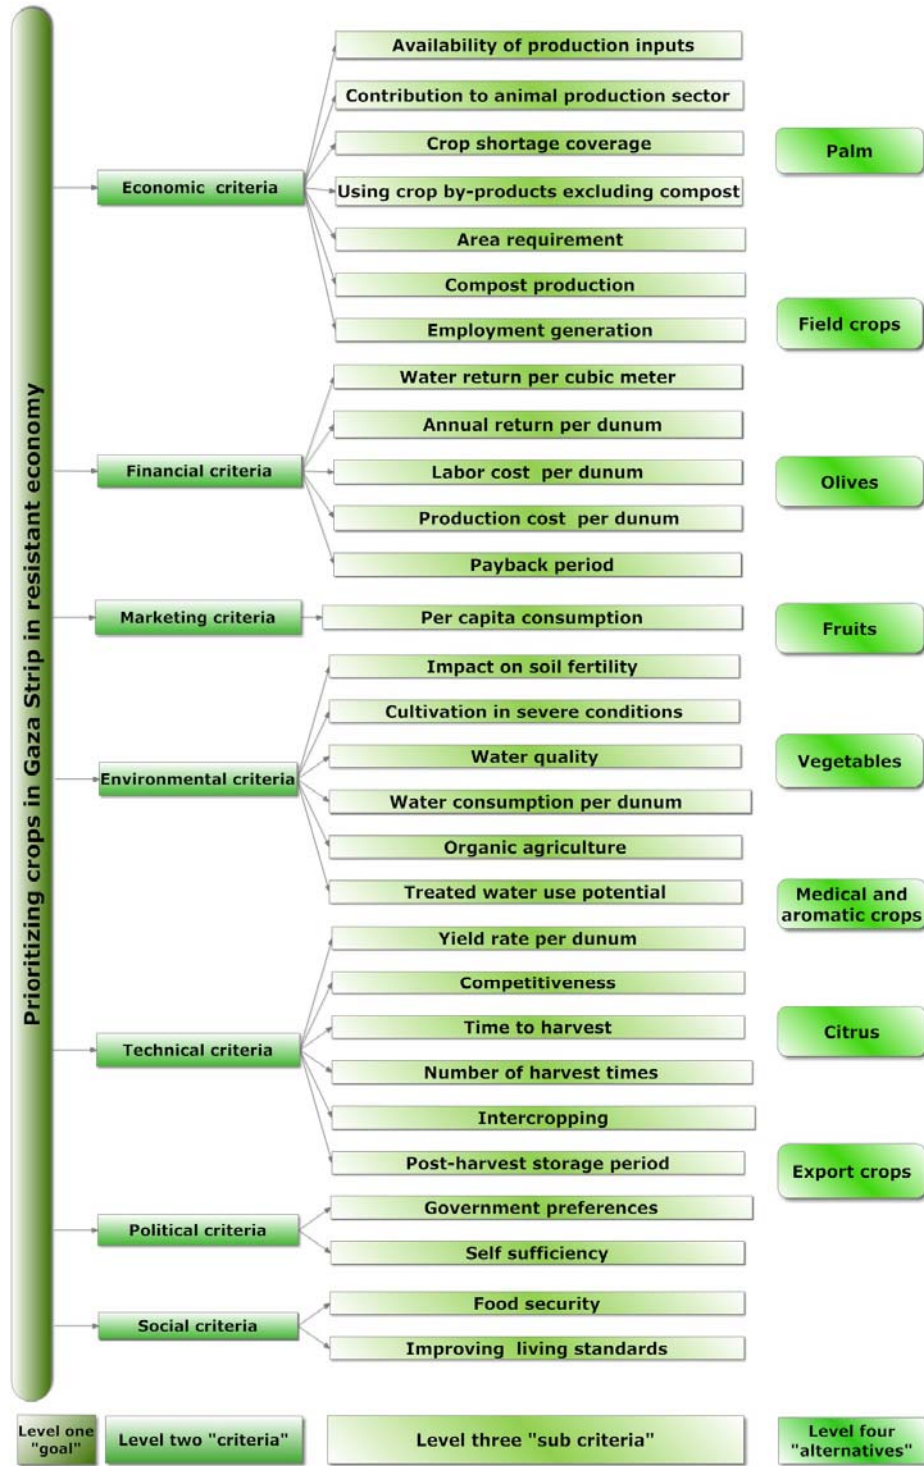 Prioritizing crops in Gaza Strip in resistant economy
Economic criteria
Availability of production inputs
Contribution to animal production sector
Crop shortage coverage
Using crop by-products excluding compost
Area requirement
Compost production
Employment generation
Financial criteria
Water return per cubic meter
Annual return per dunum
Labor cost per dunum
Production cost per dunum
Payback period
Marketing criteria
Per capita consumption
Environmental criteria
Impact on soil fertility
Cultivation in severe conditions
Water quality
Water consumption per dunum
Organic agriculture
Treated water use potential
Technical criteria
Yield rate per dunum
Competitiveness
Time to harvest
Number of harvest times
Intercropping
Post-harvest storage period
Political criteria
Government preferences
Self sufficiency
Social criteria
Food security
Improving living standards
Palm
Field crops
Olives
Fruits
Vegetables
Medical and
aromatic crops
Citrus
Export crops
Level one
"goal"
Level two "criteria"
Level three "sub criteria"
Level four
"alternatives"